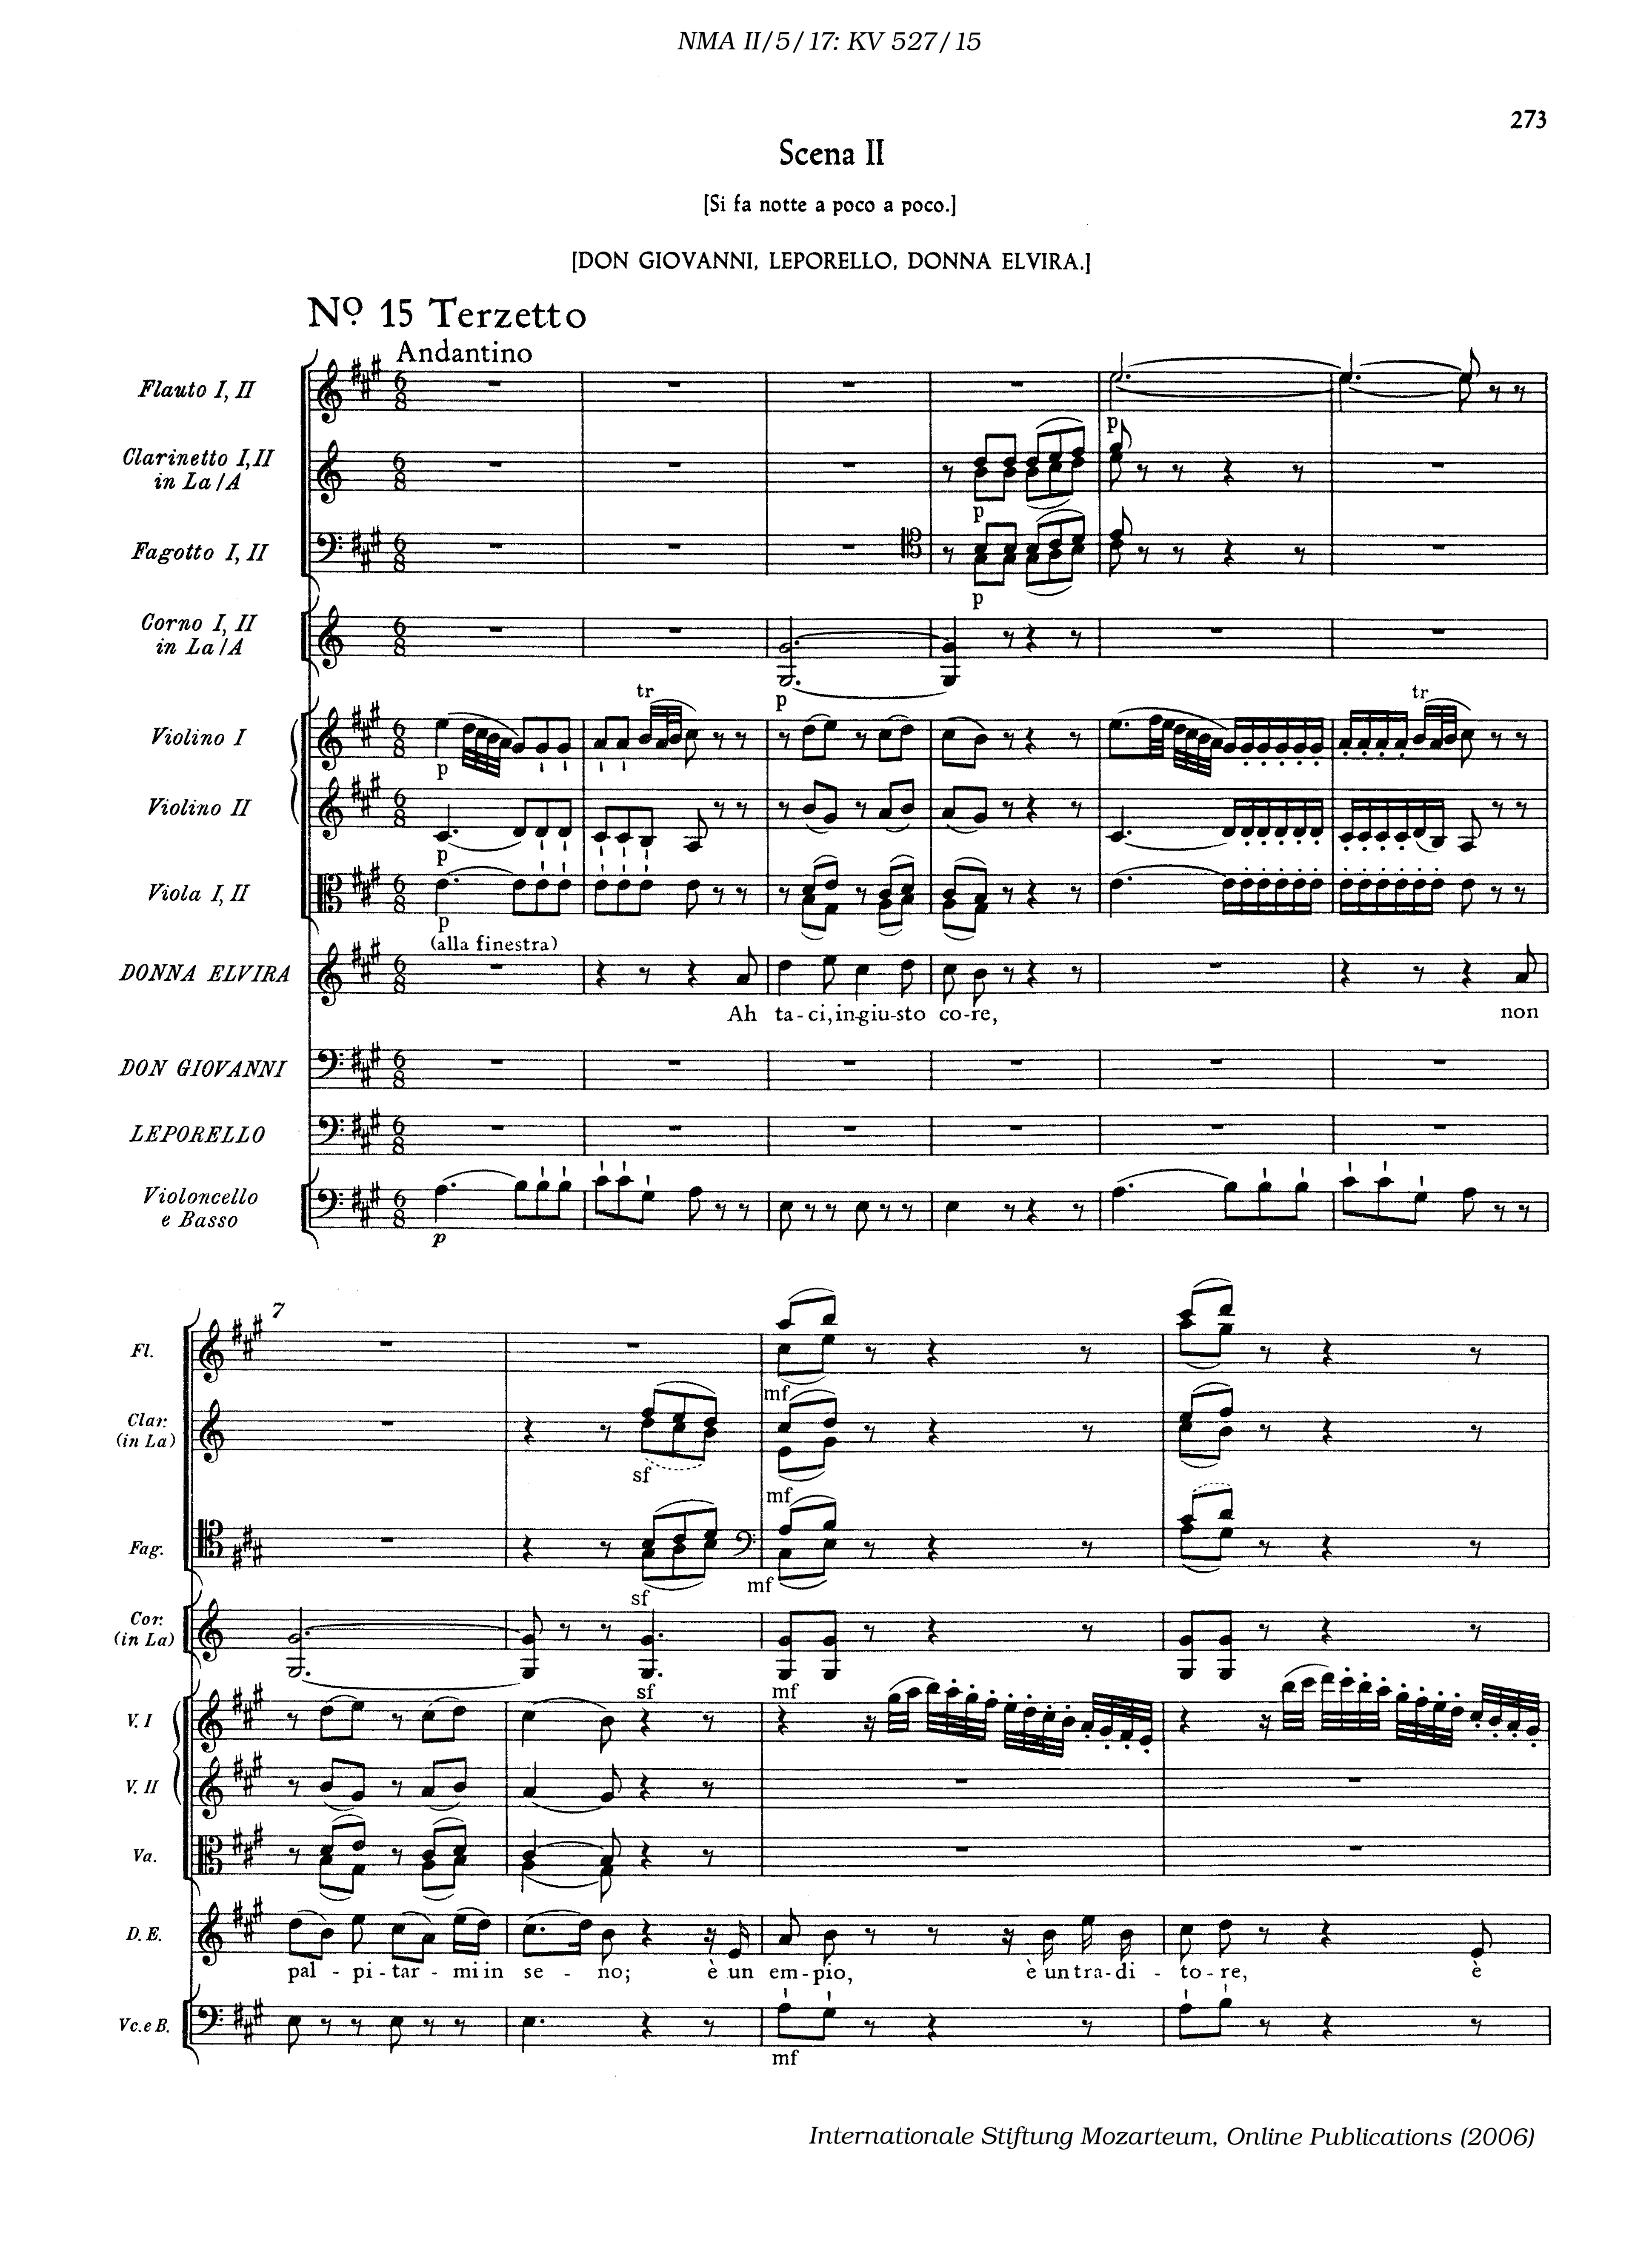 NMA II/5/17: KV 527/15
273
Scena II
[Si fa notte a poco a poco.]
[DON GIOVANNI, LEPORELLO, DONNA ELVIRA.]
Nº 15 Terzetto
Andantino
Flauto I, II
p
Clarinetto I, II
in La/A
p
Fagotto I, II
p
Corno I, II
in La/A
p
tr
tr
Violino I
p
Violino II
p
Viola I, II
p
(alla finestra)
DONNA ELVIRA
Ah ta-ci, in-giu-sto co-re, non
DON GIOVANNI
LEPORELLO
Violoncello
e Basso
p
7
Fl.
mf
Clar.
(in La)
sf
mf
Fag.
mf
sf
Cor.
(in La)
sf mf
V. I
V. II
Va.
D. E.
pal - pi - tar - mi in se - no; è un em - pio, è un tra - di - to - re, è
Vc. e B.
mf
Internationale Stiftung Mozarteum, Online Publications (2006)